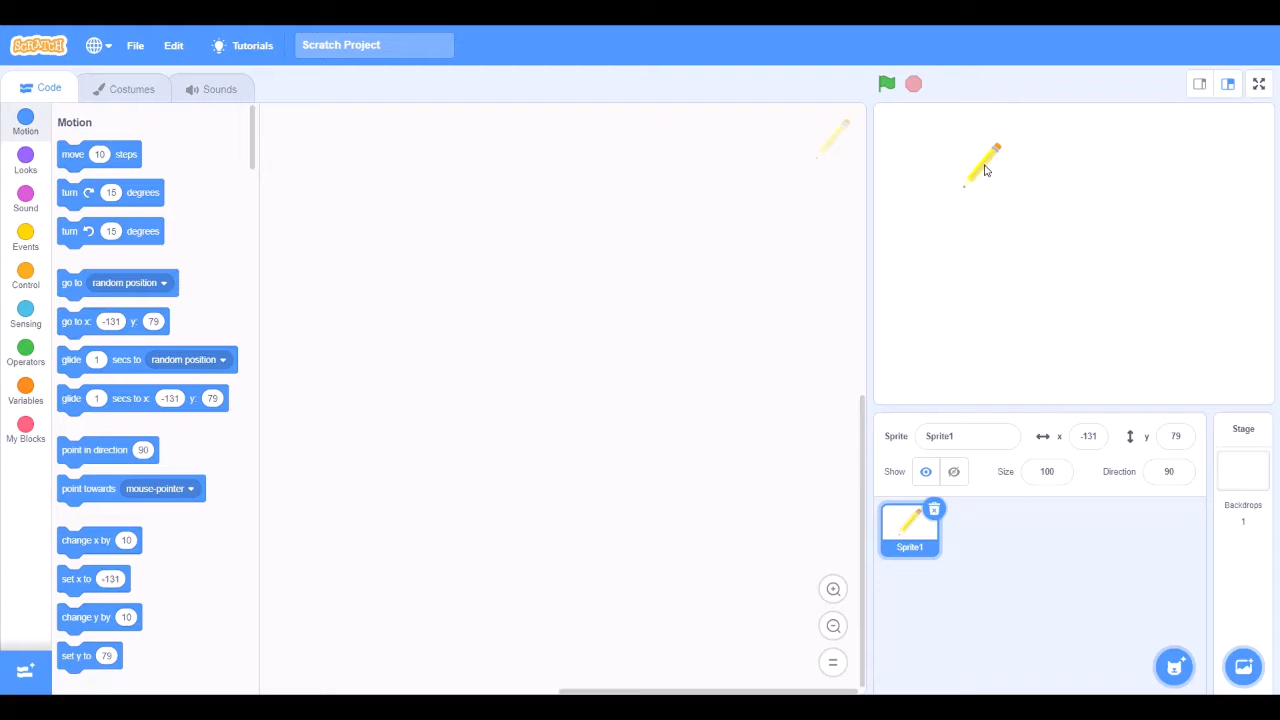 SCRATCH File Edit Tutorials Scratch Project
Code Costumes Sounds
Motion
Looks
Sound
Events
Control
Sensing
Operators
Variables
My Blocks
Motion
move 10 steps
turn 15 degrees
turn 15 degrees
go to random position
go to x: -131 y: 79
glide 1 secs to random position
glide 1 secs to x: -131 y: 79
point in direction 90
point towards mouse-pointer
change x by 10
set x to -131
change y by 10
set y to 79
Sprite Sprite1 x -131 y 79
Show Size 100 Direction 90
Sprite1
Stage
Backdrops
1